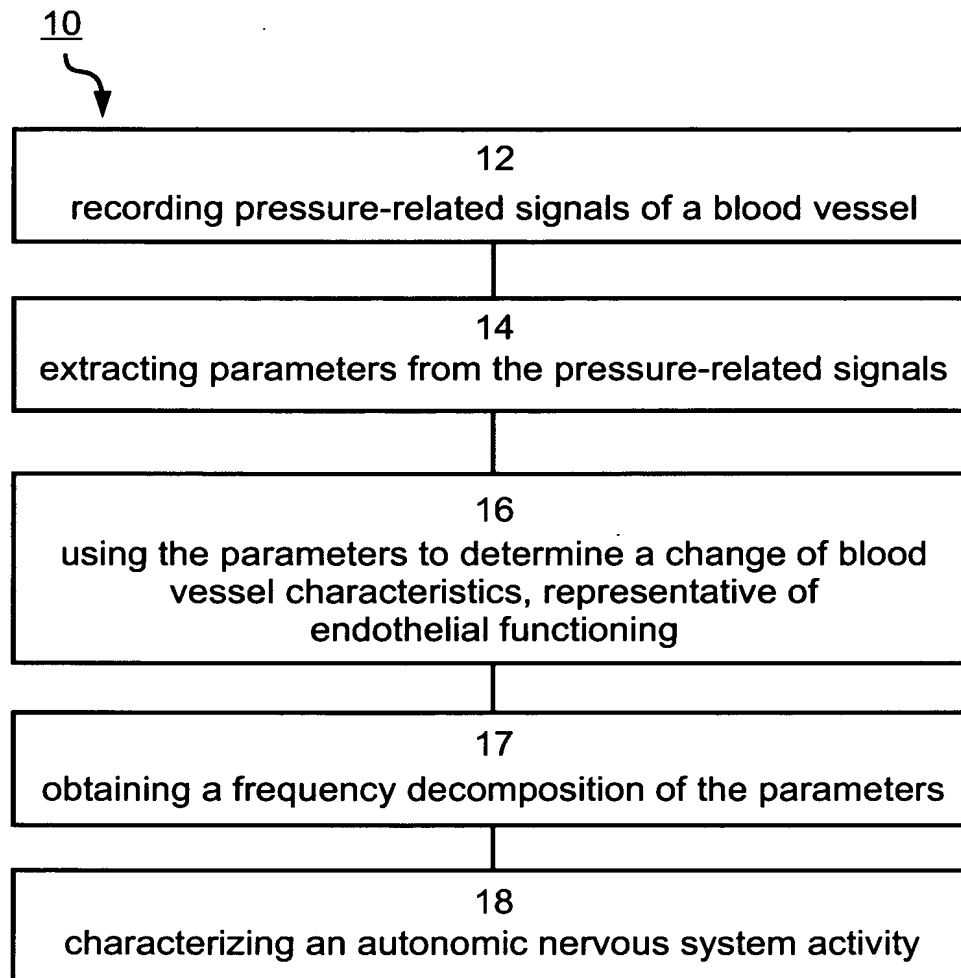 10
12
recording pressure-related signals of a blood vessel
14
extracting parameters from the pressure-related signals
16
using the parameters to determine a change of blood
vessel characteristics, representative of
endothelial functioning
17
obtaining a frequency decomposition of the parameters
18
characterizing an autonomic nervous system activity